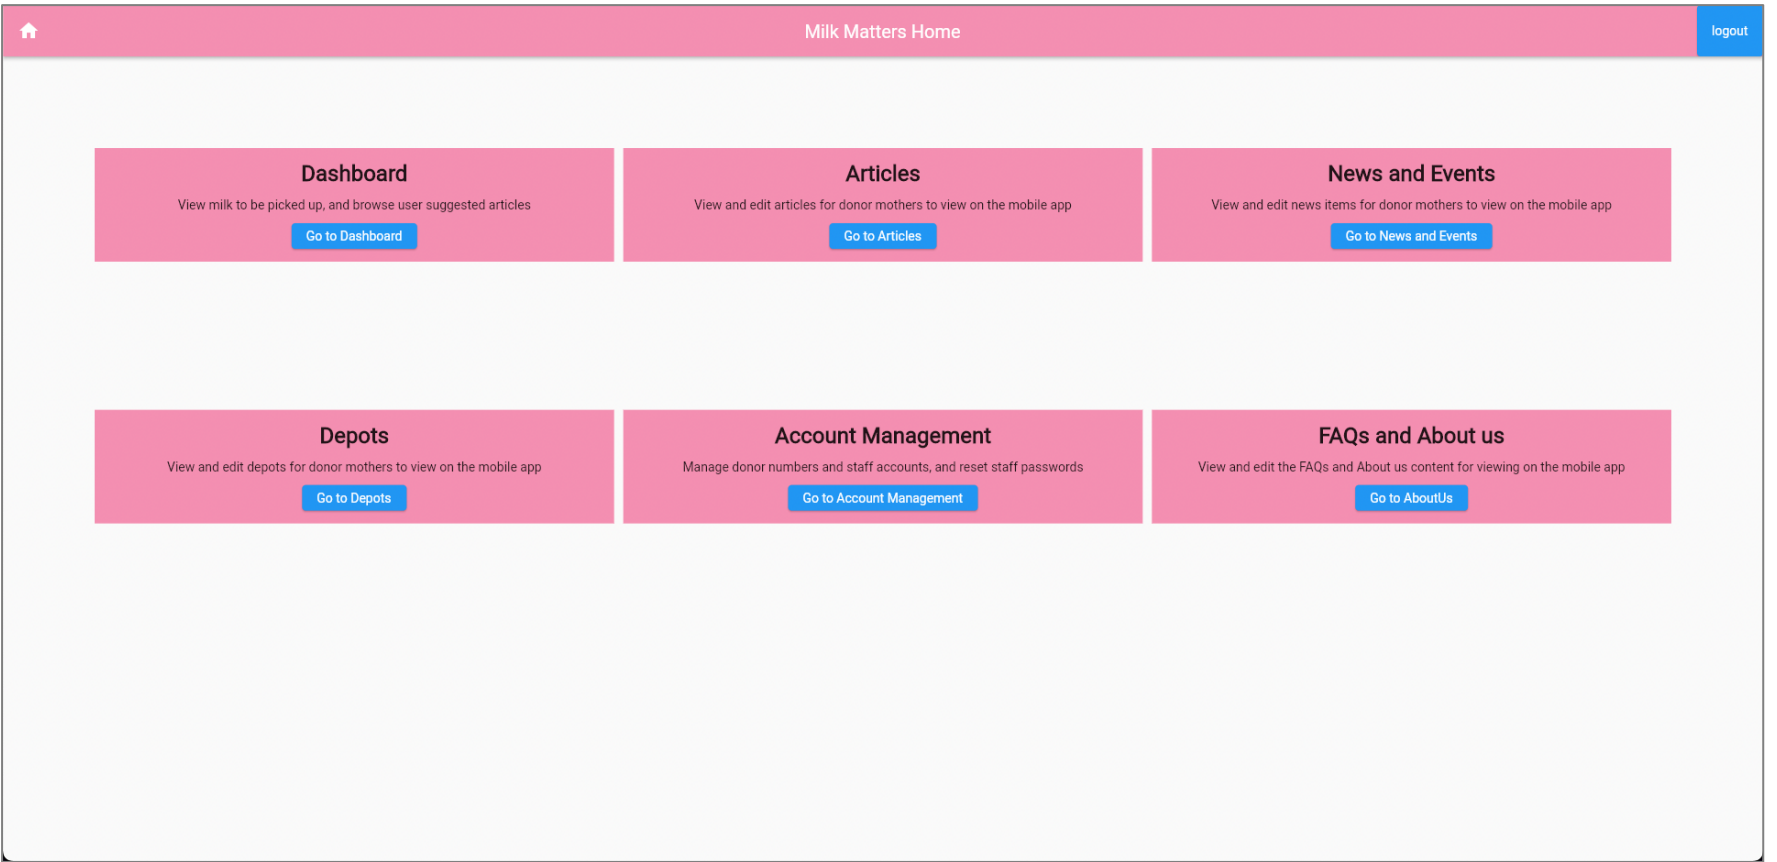 Milk Matters Home
logout
Dashboard
View milk to be picked up, and browse user suggested articles
Go to Dashboard
Articles
View and edit articles for donor mothers to view on the mobile app
Go to Articles
News and Events
View and edit news items for donor mothers to view on the mobile app
Go to News and Events
Depots
View and edit depots for donor mothers to view on the mobile app
Go to Depots
Account Management
Manage donor numbers and staff accounts, and reset staff passwords
Go to Account Management
FAQs and About us
View and edit the FAQs and About us content for viewing on the mobile app
Go to AboutUs